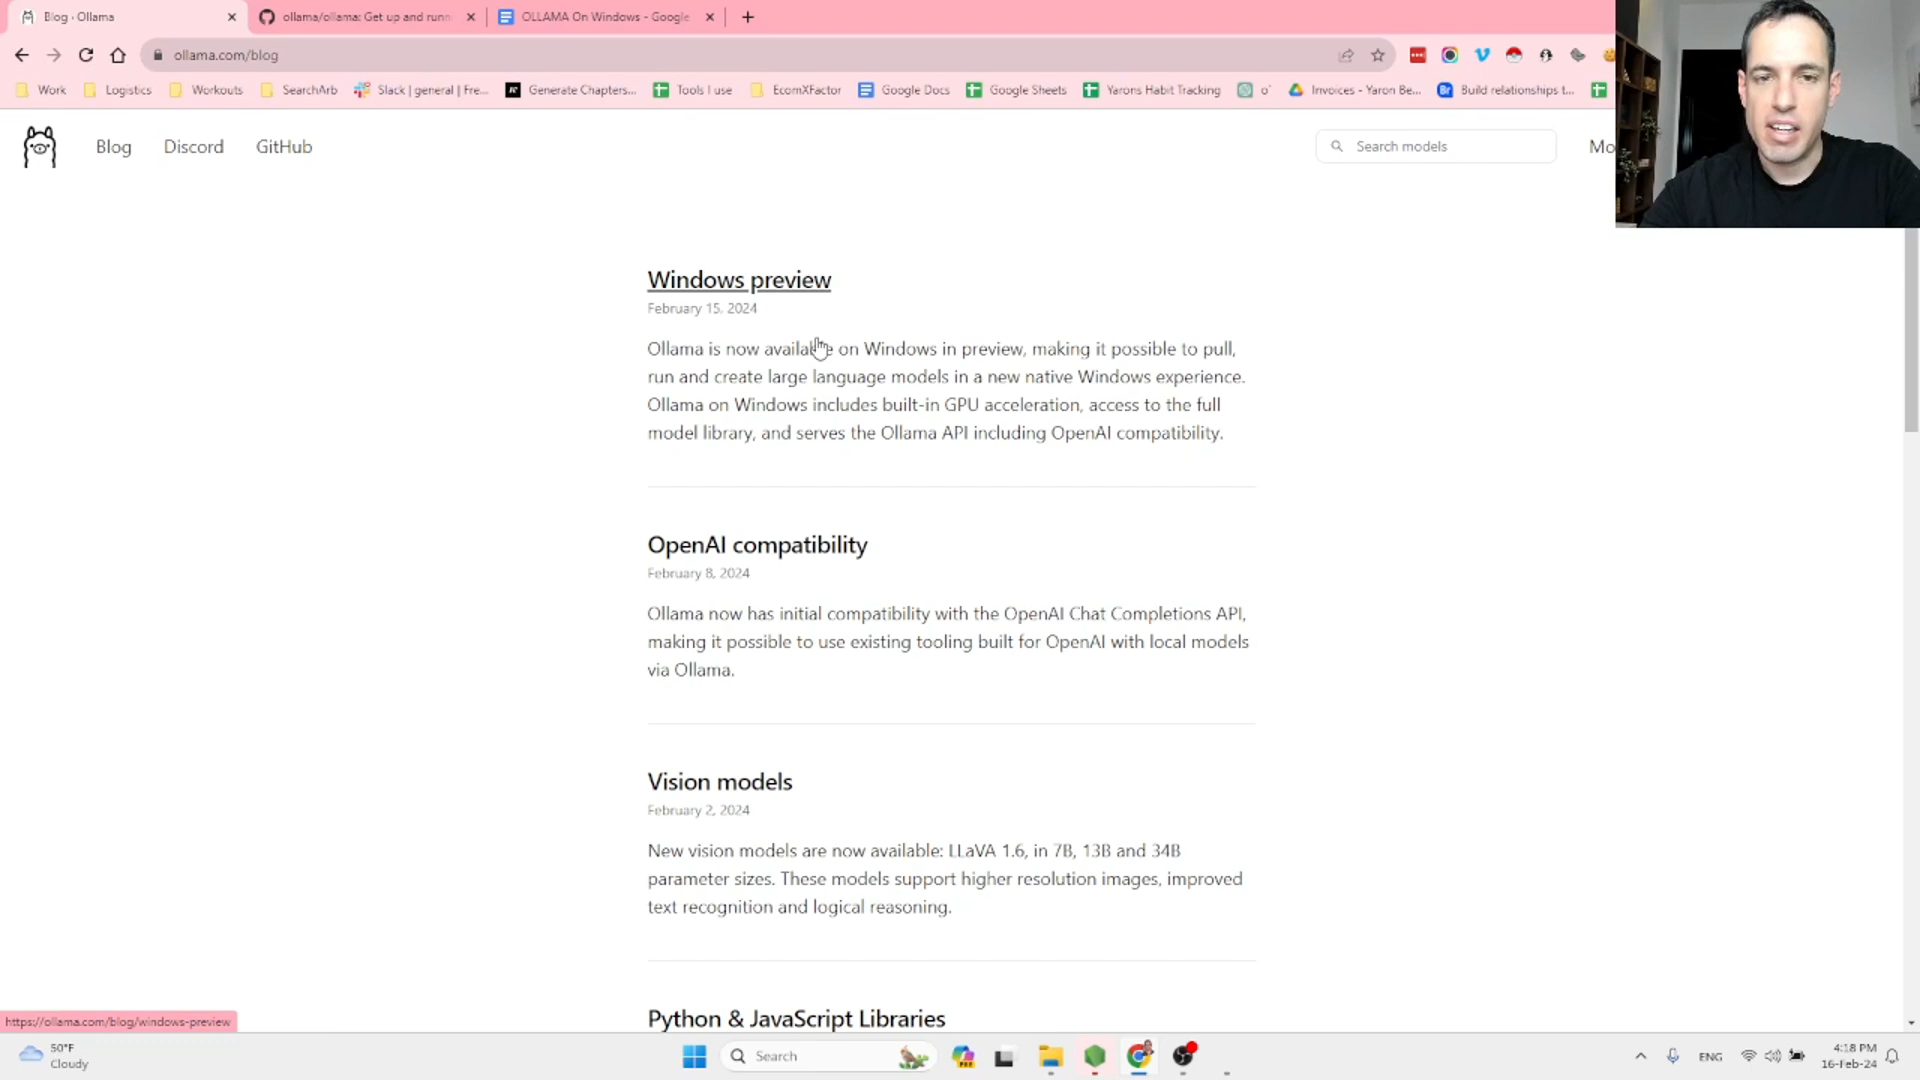 Blog · Ollama
ollama/ollama: Get up and runn
OLLAMA On Windows - Google
ollama.com/blog
Work
Logistics
Workouts
SearchArb
Slack | general | Fre...
Generate Chapters...
Tools I use
EcomXFactor
Google Docs
Google Sheets
Yarons Habit Tracking
o'
Invoices - Yaron Be...
Build relationships t...
Blog
Discord
GitHub
Search models
Mo
Windows preview
February 15, 2024
Ollama is now available on Windows in preview, making it possible to pull,
run and create large language models in a new native Windows experience.
Ollama on Windows includes built-in GPU acceleration, access to the full
model library, and serves the Ollama API including OpenAI compatibility.
OpenAI compatibility
February 8, 2024
Ollama now has initial compatibility with the OpenAI Chat Completions API,
making it possible to use existing tooling built for OpenAI with local models
via Ollama.
Vision models
February 2, 2024
New vision models are now available: LLaVA 1.6, in 7B, 13B and 34B
parameter sizes. These models support higher resolution images, improved
text recognition and logical reasoning.
Python & JavaScript Libraries
https://ollama.com/blog/windows-preview
50°F
Cloudy
Search
ENG
4:18 PM
16-Feb-24